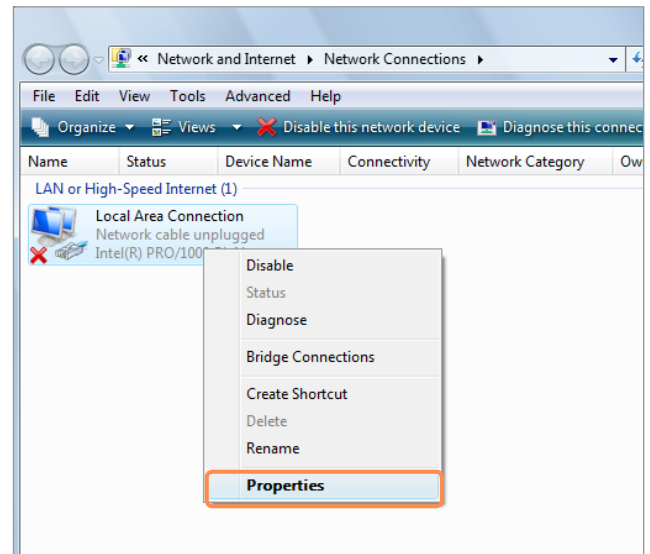 « Network and Internet ▸ Network Connections ▸
File Edit View Tools Advanced Help
Organize Views Disable this network device Diagnose this connec
Name Status Device Name Connectivity Network Category Ow
LAN or High-Speed Internet (1)
Local Area Connection
Network cable unplugged
Intel(R) PRO/100
Disable
Status
Diagnose
Bridge Connections
Create Shortcut
Delete
Rename
Properties